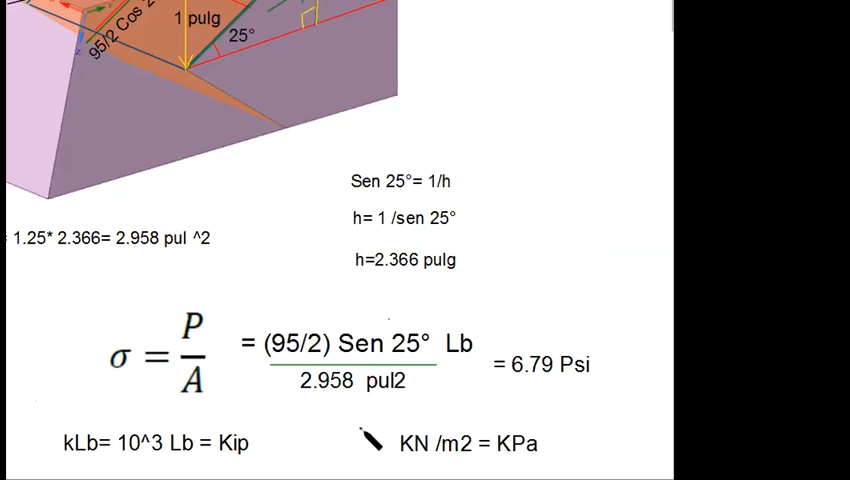 1 pulg
95/2 Cos 2
25°
Sen 25°= 1/h
h= 1 /sen 25°
= 1.25* 2.366= 2.958 pul ^2
h=2.366 pulg
σ = P/A = (95/2) Sen 25° Lb
2.958 pul2
= 6.79 Psi
kLb= 10^3 Lb = Kip
KN /m2 = KPa